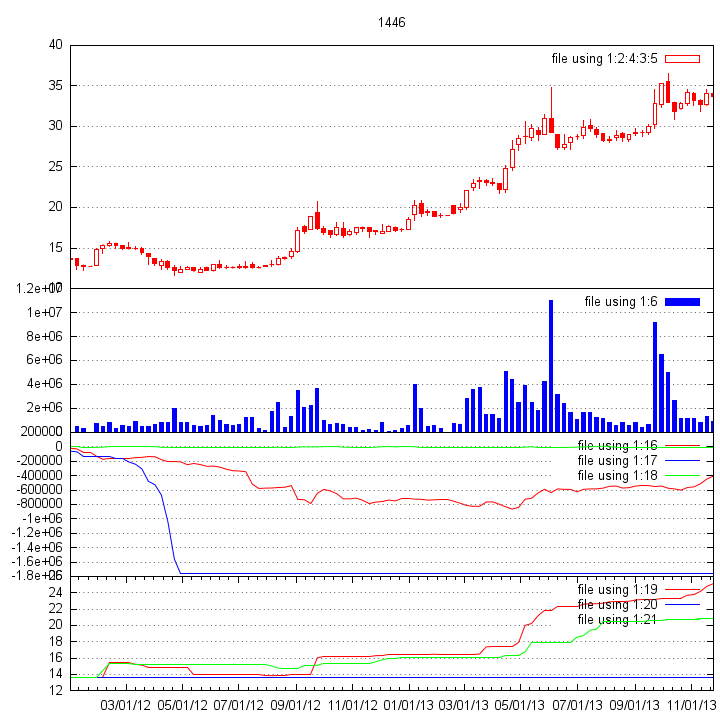 1446
40
file using 1:2:4:3:5
35
30
25
20
15
10
1.2e+07
file using 1:6
1e+07
8e+06
6e+06
4e+06
2e+06
200000
0
file using 1:16
-200000
file using 1:17
-400000
file using 1:18
-600000
-800000
-1e+06
-1.2e+06
-1.4e+06
-1.6e+06
-1.8e+06
26
24
file using 1:19
22
file using 1:20
20
file using 1:21
18
16
14
12
03/01/12 05/01/12 07/01/12 09/01/12 11/01/12 01/01/13 03/01/13 05/01/13 07/01/13 09/01/13 11/01/13